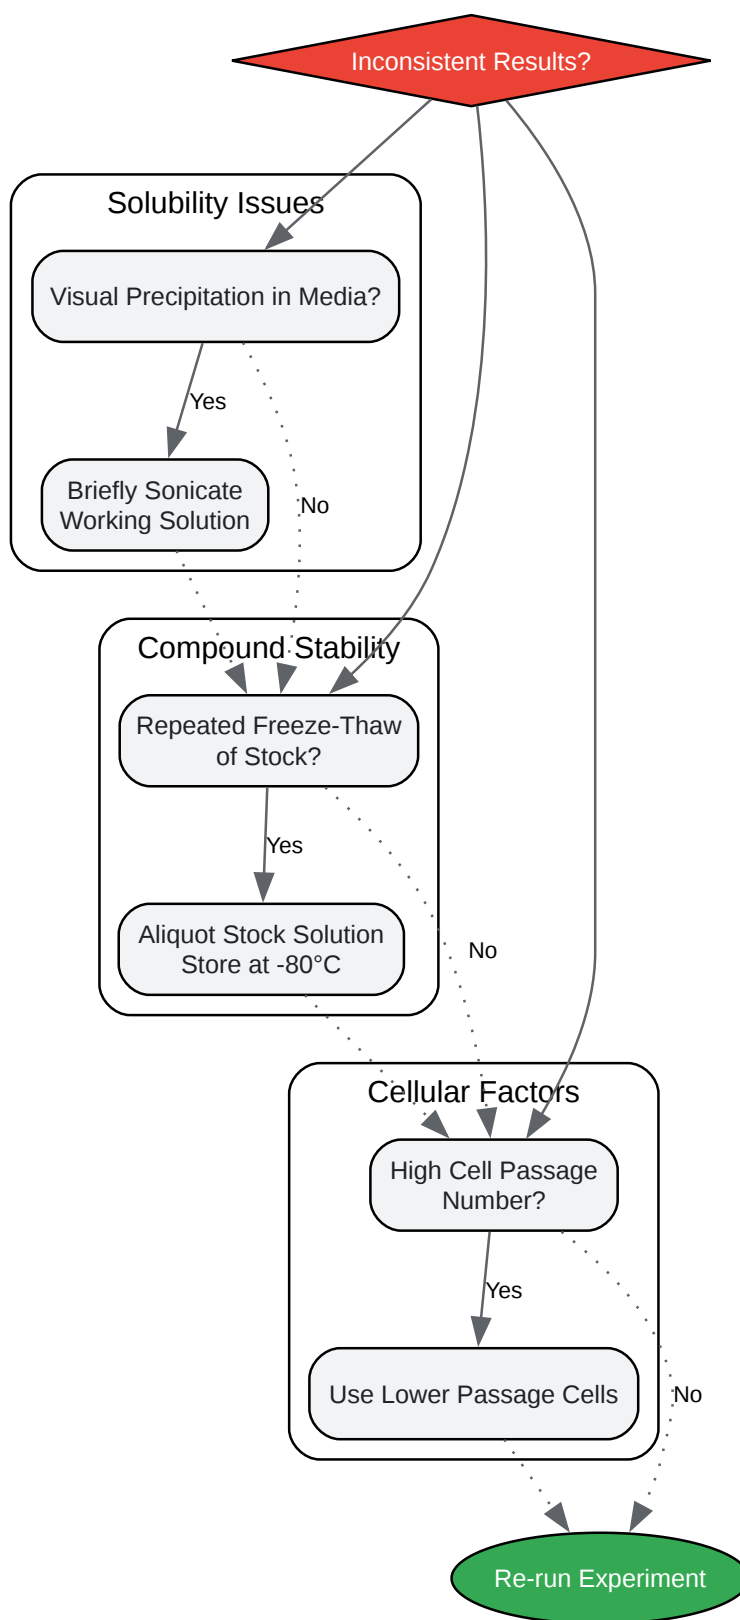 Inconsistent Results?
Solubility Issues
Visual Precipitation in Media?
Yes
Briefly Sonicate
Working Solution
No
Compound Stability
Repeated Freeze-Thaw
of Stock?
Yes
Aliquot Stock Solution
Store at -80°C
No
Cellular Factors
High Cell Passage
Number?
Yes
Use Lower Passage Cells
No
Re-run Experiment